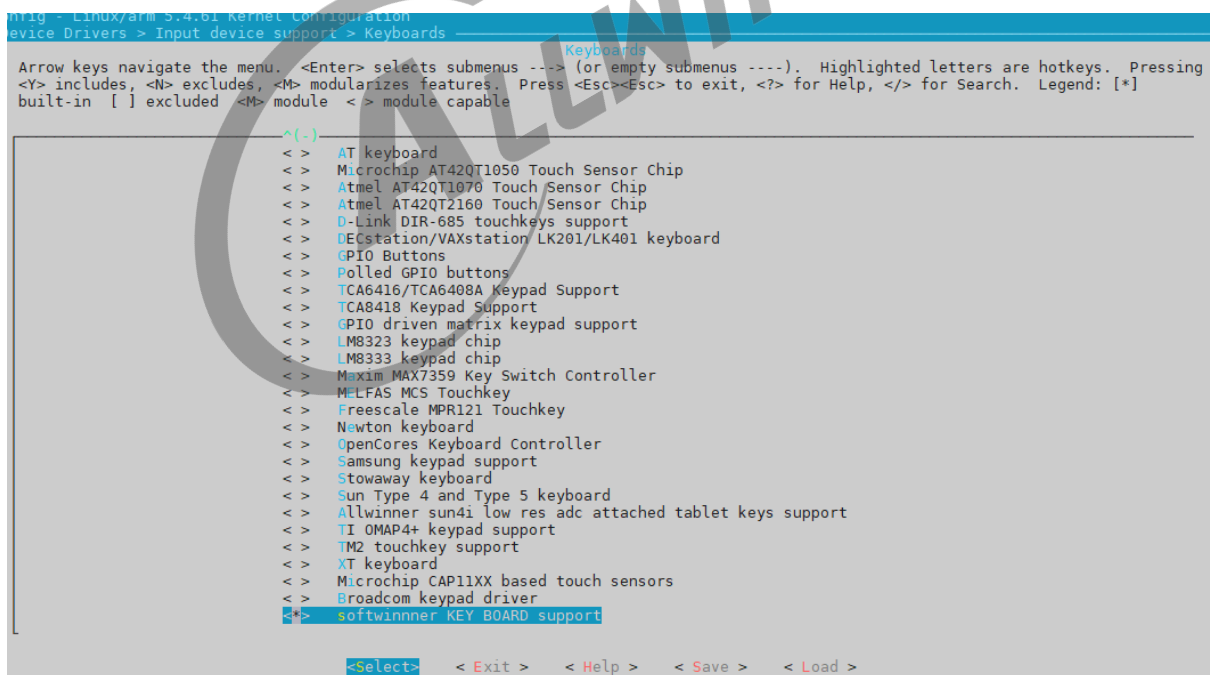 onfig - Linux/arm 5.4.61 Kernel Configuration
Device Drivers > Input device support > Keyboards
Keyboards
Arrow keys navigate the menu. <Enter> selects submenus ---> (or empty submenus ----). Highlighted letters are hotkeys. Pressing
<Y> includes, <N> excludes, <M> modularizes features. Press <Esc><Esc> to exit, <?> for Help, </> for Search. Legend: [*]
built-in [ ] excluded <M> module < > module capable
^(-)
< > AT keyboard
< > Microchip AT42QT1050 Touch Sensor Chip
< > Atmel AT42QT1070 Touch Sensor Chip
< > Atmel AT42QT2160 Touch Sensor Chip
< > D-Link DIR-685 touchkeys support
< > DECstation/VAXstation LK201/LK401 keyboard
< > GPIO Buttons
< > Polled GPIO buttons
< > TCA6416/TCA6408A Keypad Support
< > TCA8418 Keypad Support
< > GPIO driven matrix keypad support
< > LM8323 keypad chip
< > LM8333 keypad chip
< > Maxim MAX7359 Key Switch Controller
< > MELFAS MCS Touchkey
< > Freescale MPR121 Touchkey
< > Newton keyboard
< > OpenCores Keyboard Controller
< > Samsung keypad support
< > Stowaway keyboard
< > Sun Type 4 and Type 5 keyboard
< > Allwinner sun4i low res adc attached tablet keys support
< > TI OMAP4+ keypad support
< > TM2 touchkey support
< > XT keyboard
< > Microchip CAP11XX based touch sensors
< > Broadcom keypad driver
<*> softwinnner KEY BOARD support
<Select> < Exit > < Help > < Save > < Load >